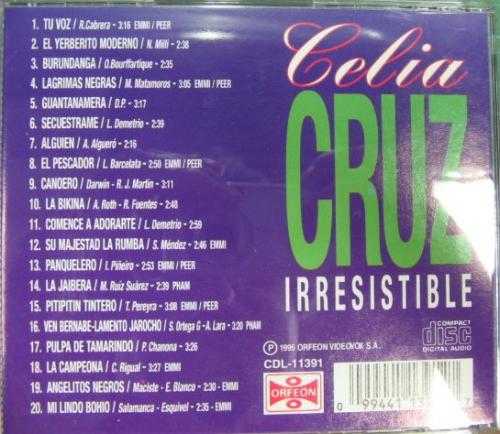 1. TU VOZ / R.Cabrera - 3:16 EMMI / PEER
2. EL YERBERITO MODERNO / N. Milli - 2:38
3. BURUNDANGA / O.Bourffartique - 2:35
4. LAGRIMAS NEGRAS / M. Matamoros - 3:05 EMMI / PEER
5. GUANTANAMERA / D.P. - 3:17
6. SECUESTRAME / L. Demetrio - 2:39
7. ALGUIEN / A. Algueró - 2:16
8. EL PESCADOR / L. Barcelata - 2:50 EMMI / PEER
9. CANOERO / Darwin - R. J. Martin - 3:11
10. LA BIKINA / A. Roth - R. Fuentes - 2:48
11. COMENCE A ADORARTE / L. Demetrio - 2:59
12. SU MAJESTAD LA RUMBA / S. Méndez - 2:46 EMMI
13. PANQUELERO / I. Piñeiro - 2:53 EMMI / PEER
14. LA JAIBERA / M. Ruiz Suárez - 2:39 PHAM
15. PITIPITIN TINTERO / T. Pereyra - 3:08 EMMI / PEER
16. VEN BERNABE-LAMENTO JAROCHO / S. Ortega G - A. Lara - 3:20 PHAM
17. PULPA DE TAMARINDO / P. Chanona - 3:26
18. LA CAMPEONA / C. Rigual - 3:27 EMMI
19. ANGELITOS NEGROS / Maciste - E. Blanco - 2:30 - EMMI
20. MI LINDO BOHIO / Salamanca - Esquivel - 2:35 - EMMI
Celia
CRUZ
IRRESISTIBLE
COMPACT
disc
DIGITAL AUDIO
Ⓟ 1995 ORFEON VIDEOVOX S.A.
CDL-11391
ORFEON
0 99441 7